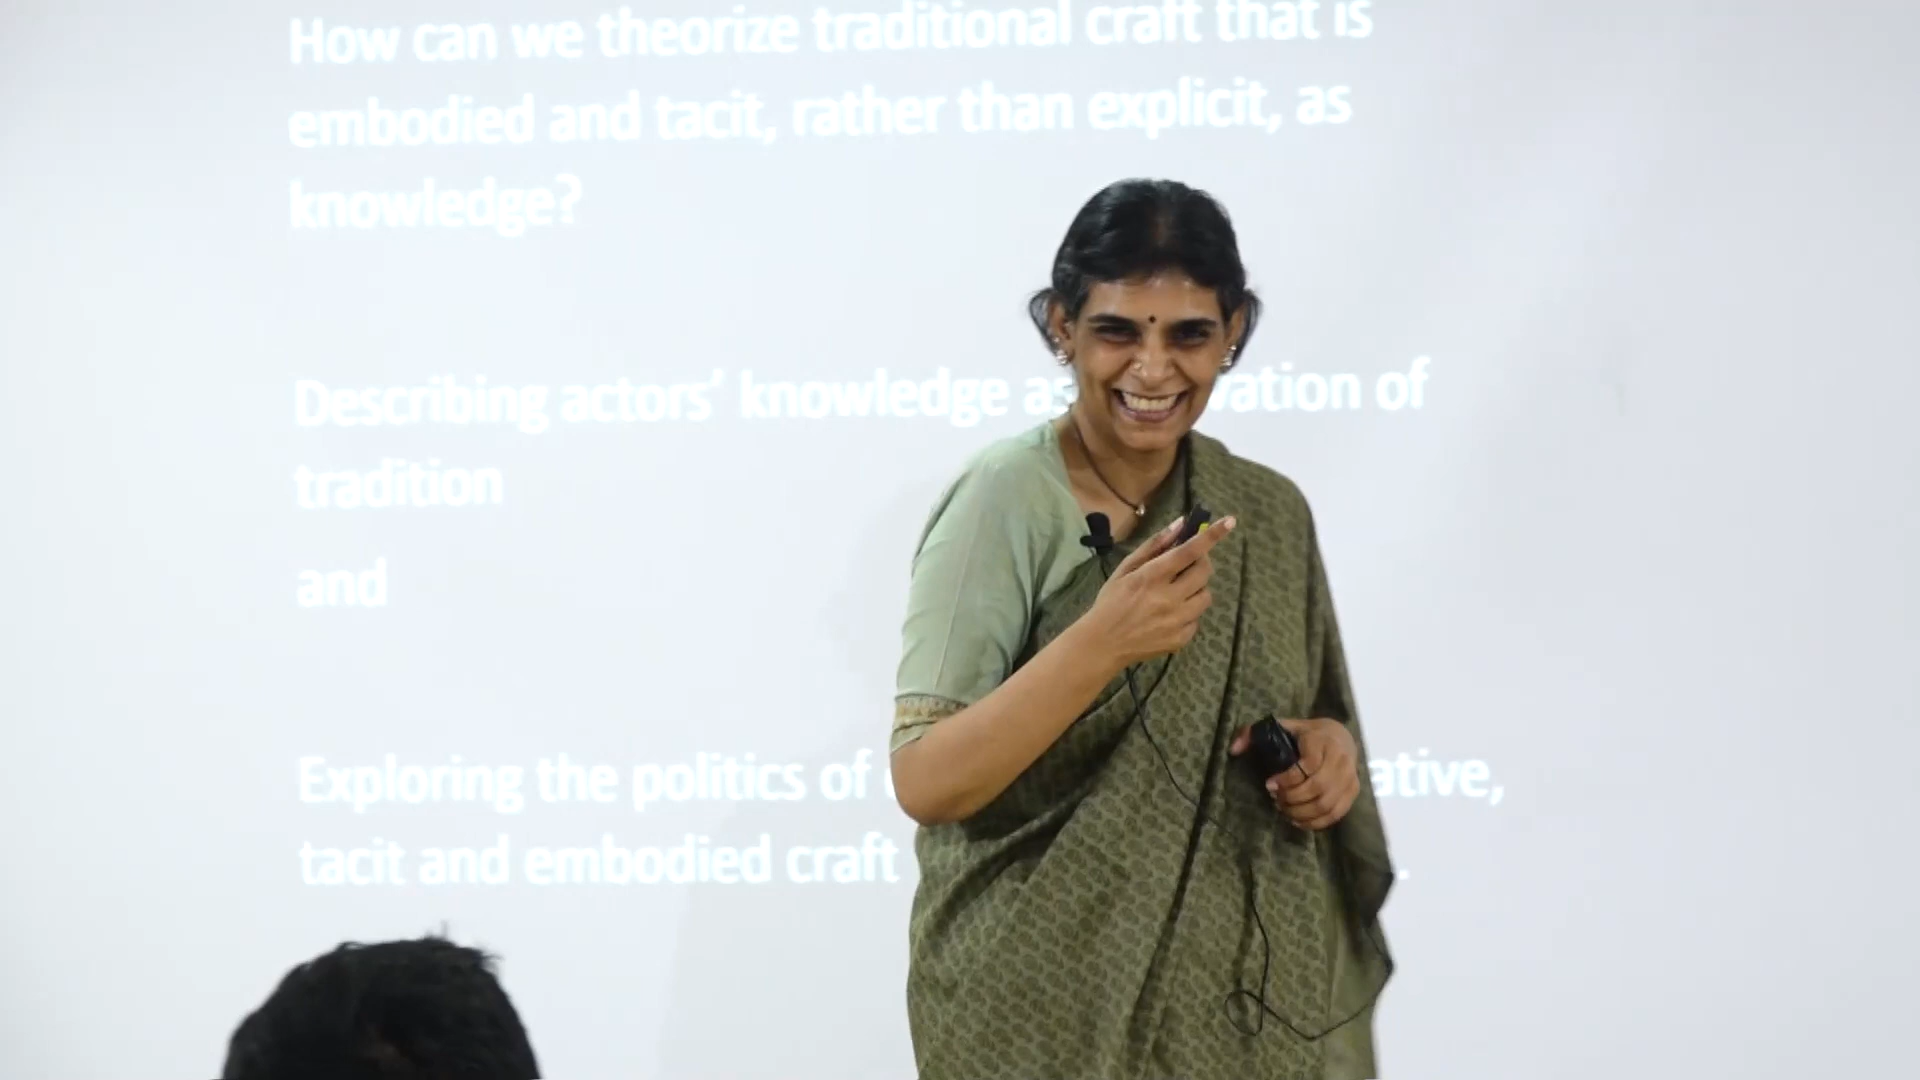 How can we theorize traditional craft that is
embodied and tacit, rather than explicit, as
knowledge?
Describing actors' knowledge as of
tradition
and
Exploring the politics of
tacit and embodied craft